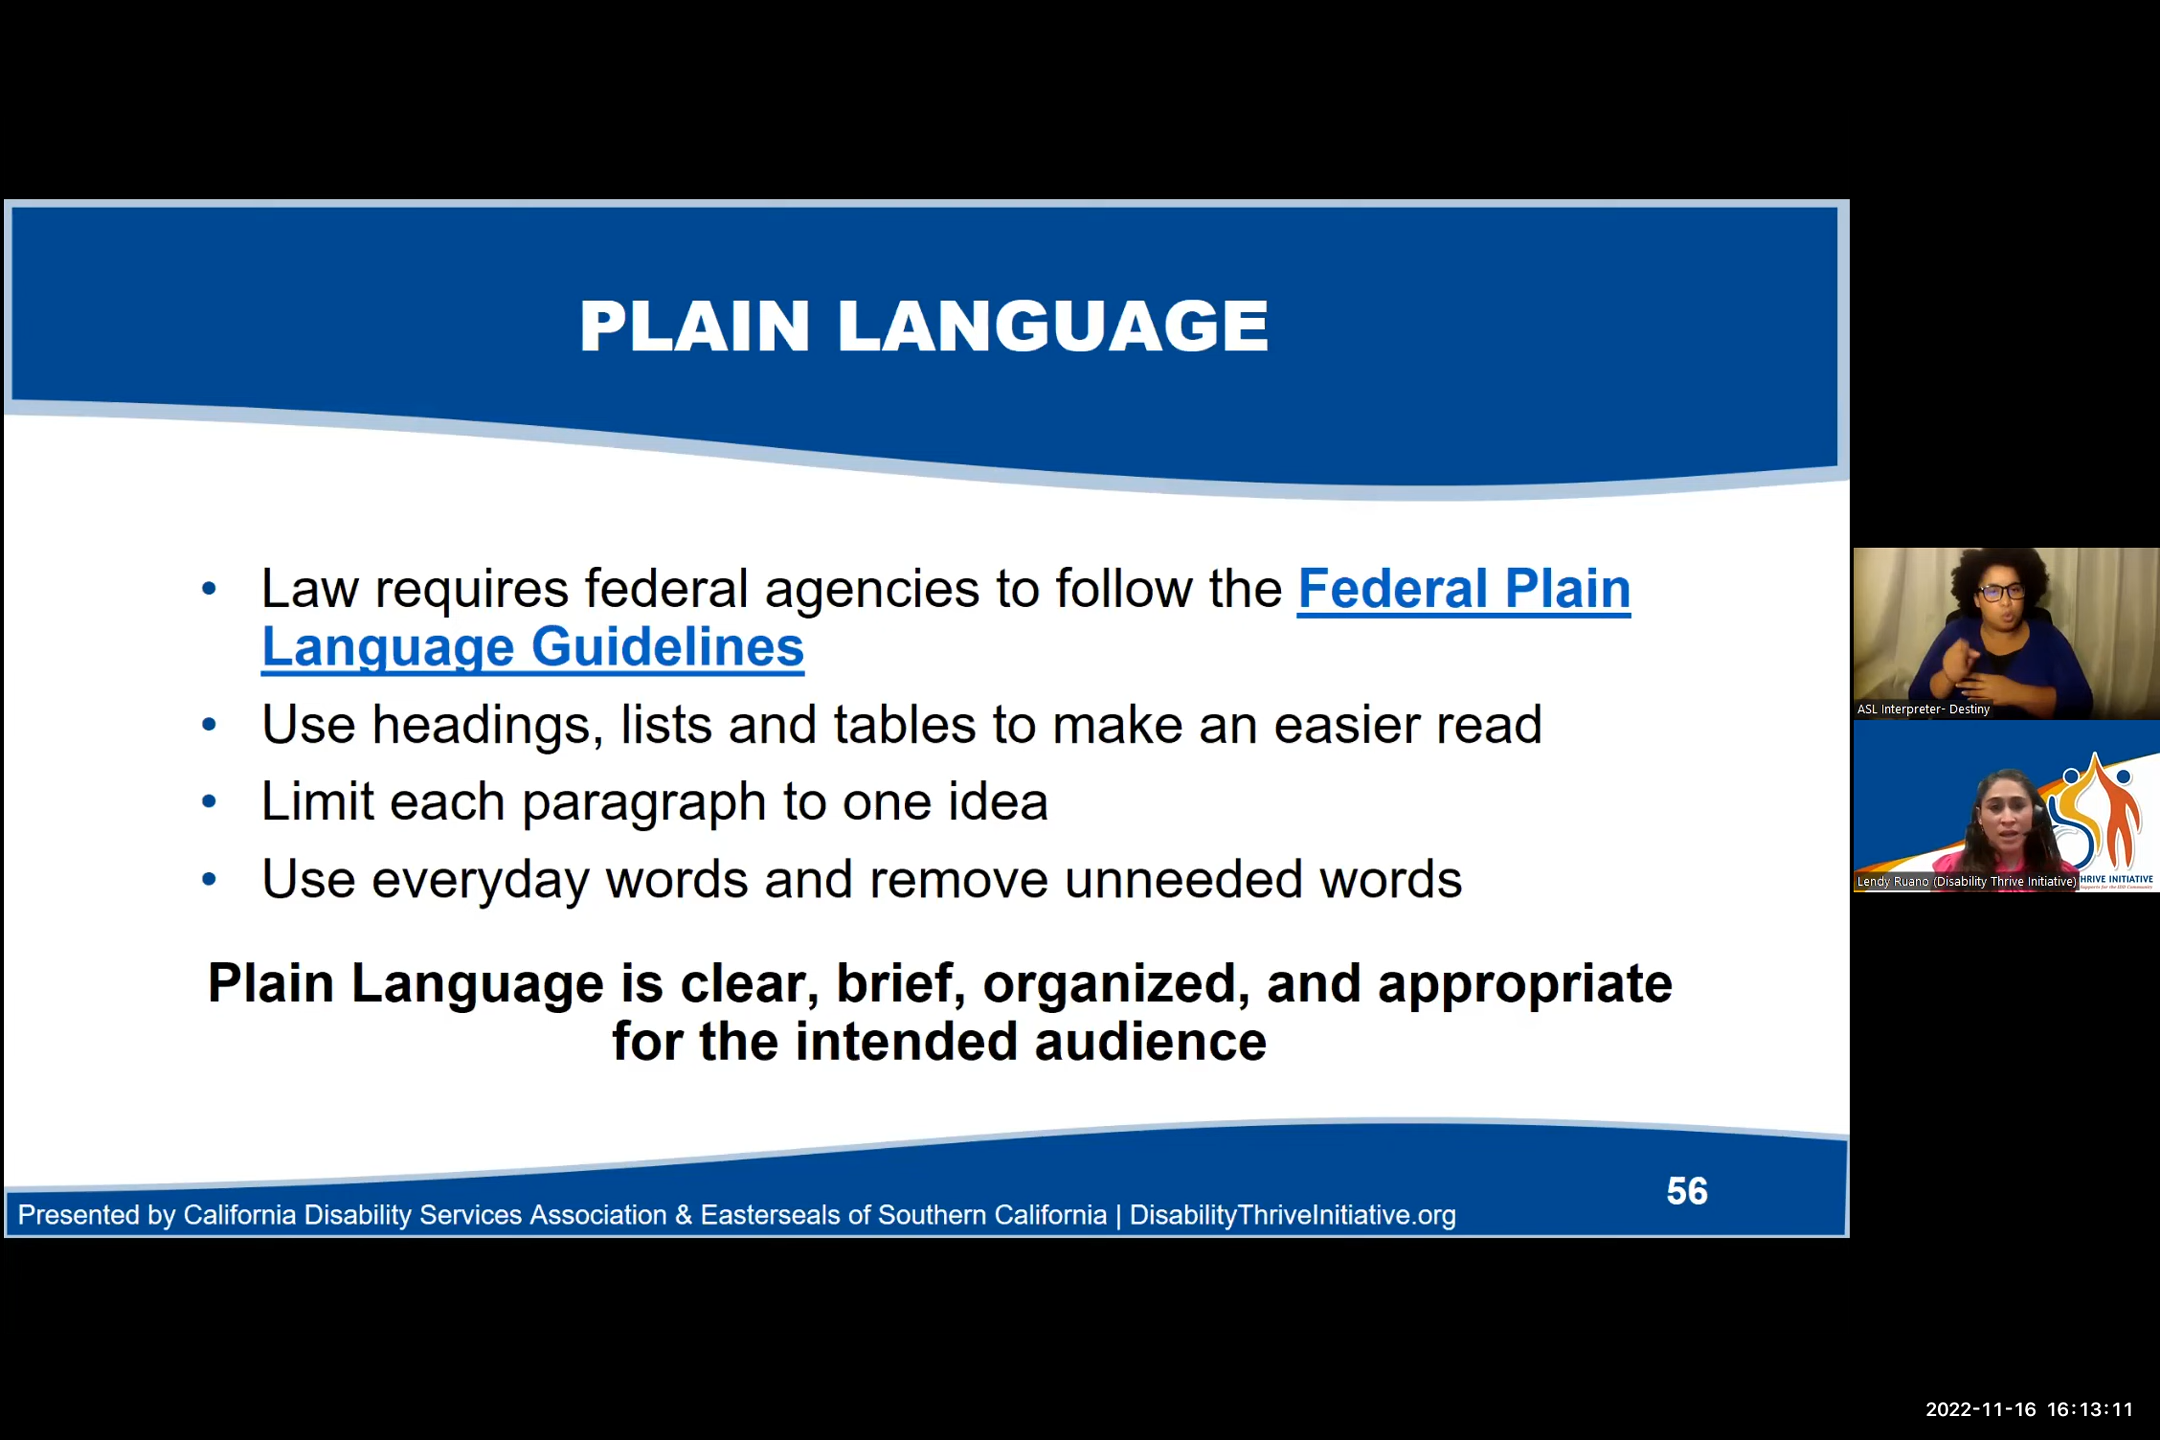 PLAIN LANGUAGE
• Law requires federal agencies to follow the Federal Plain
Language Guidelines
• Use headings, lists and tables to make an easier read
• Limit each paragraph to one idea
• Use everyday words and remove unneeded words
Plain Language is clear, brief, organized, and appropriate
for the intended audience
56
Presented by California Disability Services Association & Easterseals of Southern California | DisabilityThriveInitiative.org
ASL Interpreter- Destiny
HRIVE INITIATIVE
Lendy Ruano (Disability Thrive Initiative)
2022-11-16 16:13:11